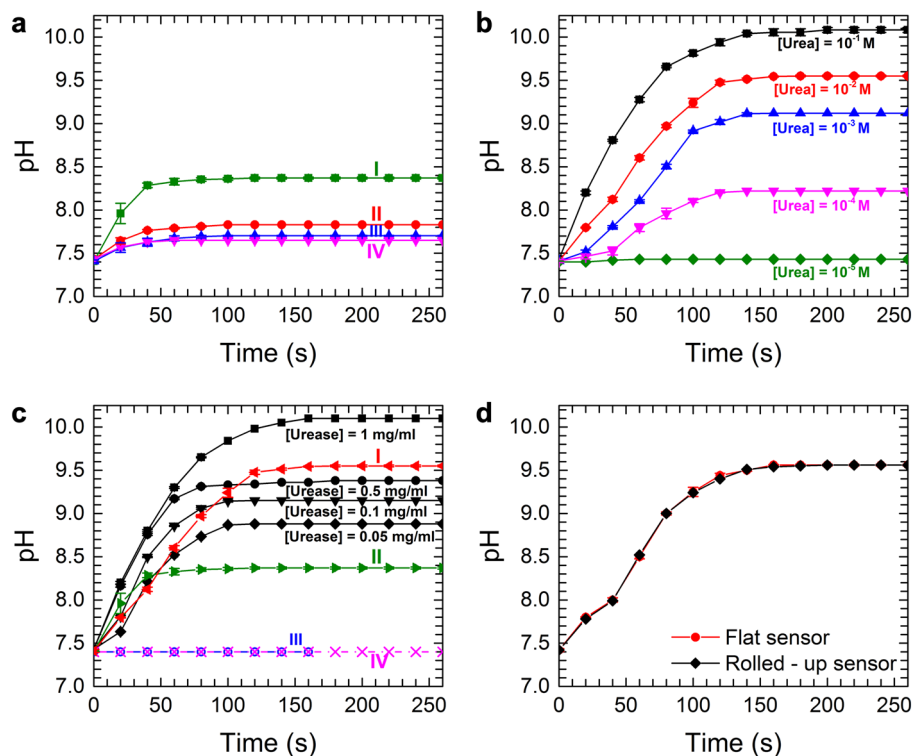 a
10.0
9.5
9.0
8.5
8.0
7.5
7.0
pH
I
II
III
IV
0 50 100 150 200 250
Time (s)
b
10.0
9.5
9.0
8.5
8.0
7.5
7.0
pH
[Urea] = 10⁻¹ M
[Urea] = 10⁻² M
[Urea] = 10⁻³ M
[Urea] = 10⁻⁴ M
[Urea] = 10⁻⁵ M
0 50 100 150 200 250
Time (s)
c
10.0
9.5
9.0
8.5
8.0
7.5
7.0
pH
[Urease] = 1 mg/ml
I
[Urease] = 0.5 mg/ml
[Urease] = 0.1 mg/ml
[Urease] = 0.05 mg/ml
II
III
IV
0 50 100 150 200 250
Time (s)
d
10.0
9.5
9.0
8.5
8.0
7.5
7.0
pH
Flat sensor
Rolled - up sensor
0 50 100 150 200 250
Time (s)